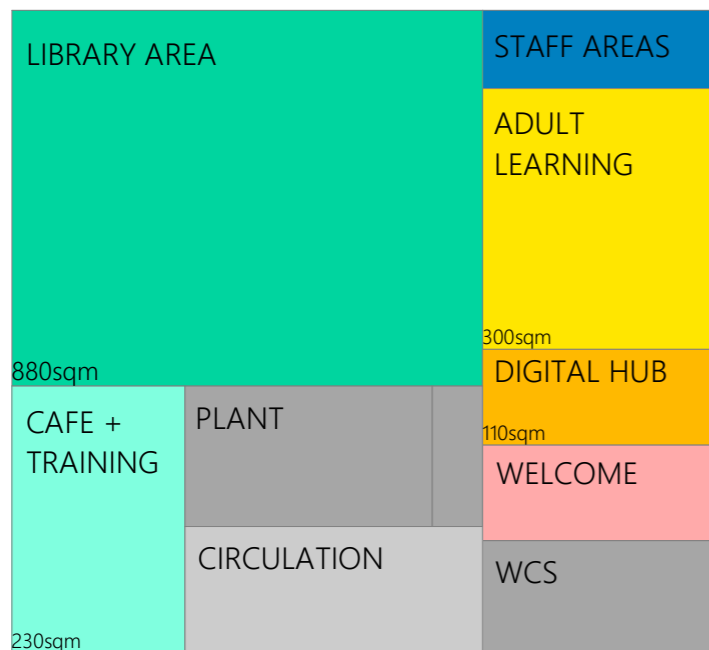 LIBRARY AREA
880sqm
STAFF AREAS
ADULT
LEARNING
300sqm
DIGITAL HUB
110sqm
CAFE +
TRAINING
230sqm
PLANT
CIRCULATION
WELCOME
WCS